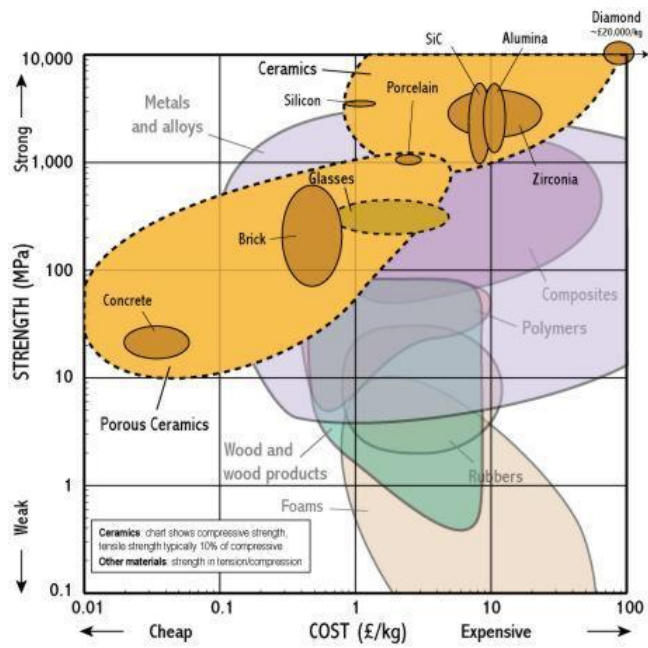 Diamond
~£20,000/kg
10,000
SiC
Alumina
Ceramics
Porcelain
Silicon
Metals
and alloys
Strong
1,000
Zirconia
Glasses
Brick
STRENGTH (MPa)
100
Composites
Concrete
Polymers
10
Porous Ceramics
Wood and
wood products
Rubbers
1
Foams
Weak
Ceramics: chart shows compressive strength,
tensile strength typically 10% of compressive
Other materials: strength in tension/compression
0.1
0.01
0.1
1
10
100
Cheap
COST (£/kg)
Expensive